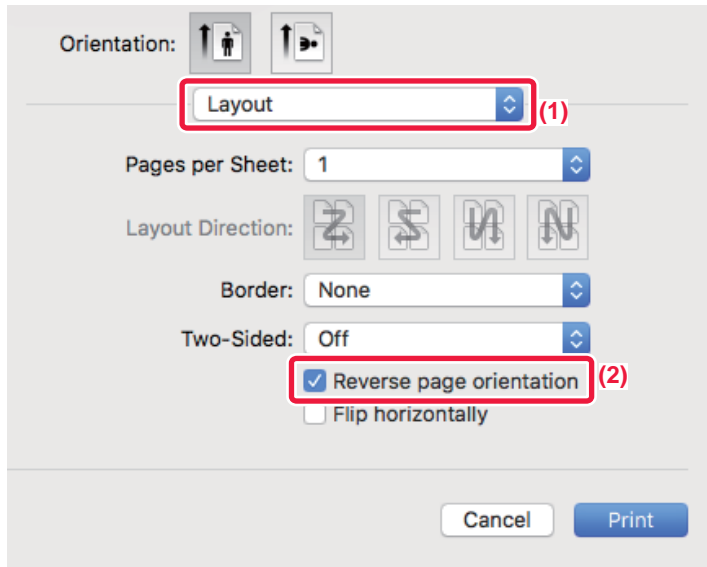 Orientation:
Layout
(1)
Pages per Sheet: 1
Layout Direction:
Border: None
Two-Sided: Off
Reverse page orientation
(2)
Flip horizontally
Cancel Print